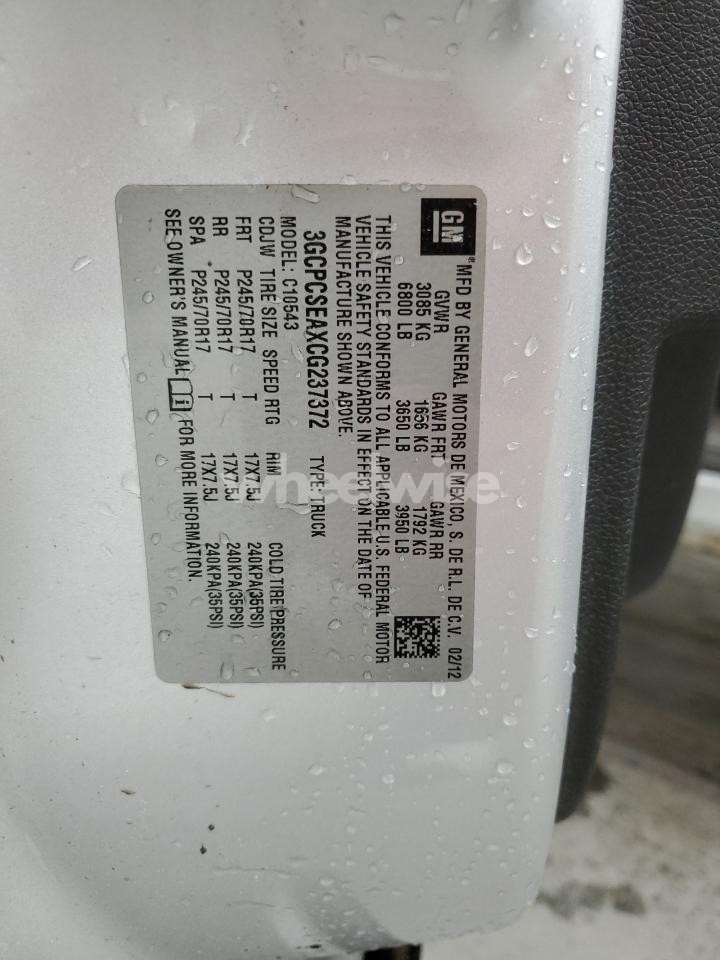 GM
MFD BY GENERAL MOTORS DE MEXICO, S. DE R.L. DE C.V. 02/12
GVWR GAWR FRT GAWR RR
3085 KG 1656 KG 1792 KG
6800 LB 3650 LB 3950 LB
THIS VEHICLE CONFORMS TO ALL APPLICABLE U.S. FEDERAL MOTOR
VEHICLE SAFETY STANDARDS IN EFFECT ON THE DATE OF
MANUFACTURE SHOWN ABOVE.
3GCPCSEAXCG237372 TYPE: TRUCK
MODEL: C10543
CDJW TIRE SIZE SPEED RTG RIM COLD TIRE PRESSURE
FRT P245/70R17 T 17X7.5J 240KPA(35PSI)
RR P245/70R17 T 17X7.5J 240KPA(35PSI)
SPA P245/70R17 T 17X7.5J 240KPA(35PSI)
SEE OWNER'S MANUAL FOR MORE INFORMATION.
wheelwise